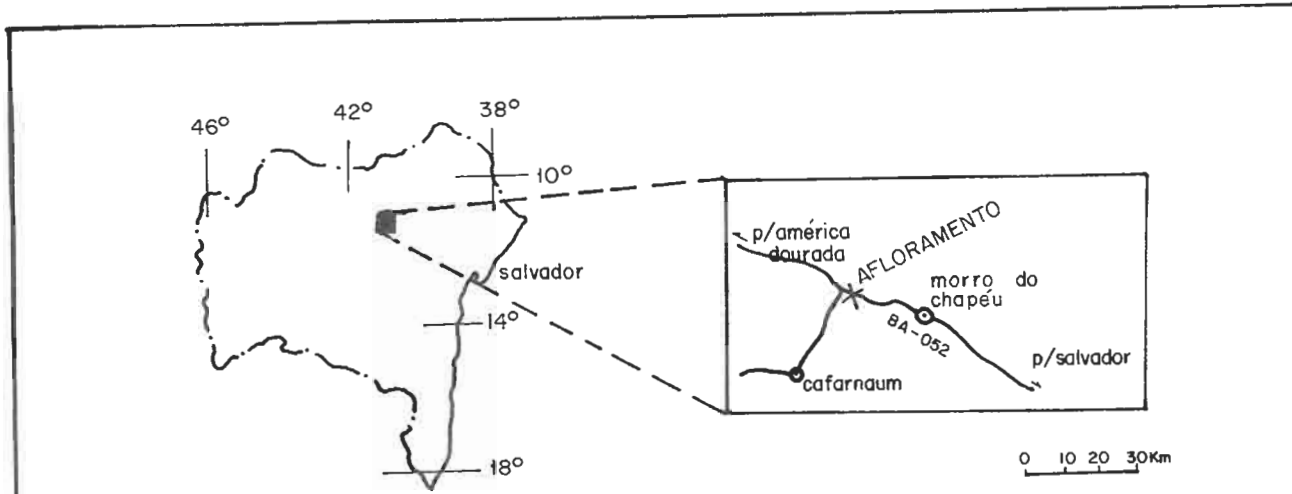 46°
42°
38°
10°
salvador
14°
18°
p/américa
dourada
AFLORAMENTO
morro do
chapéu
BA-052
p/salvador
cafarnaum
0 10 20 30Km